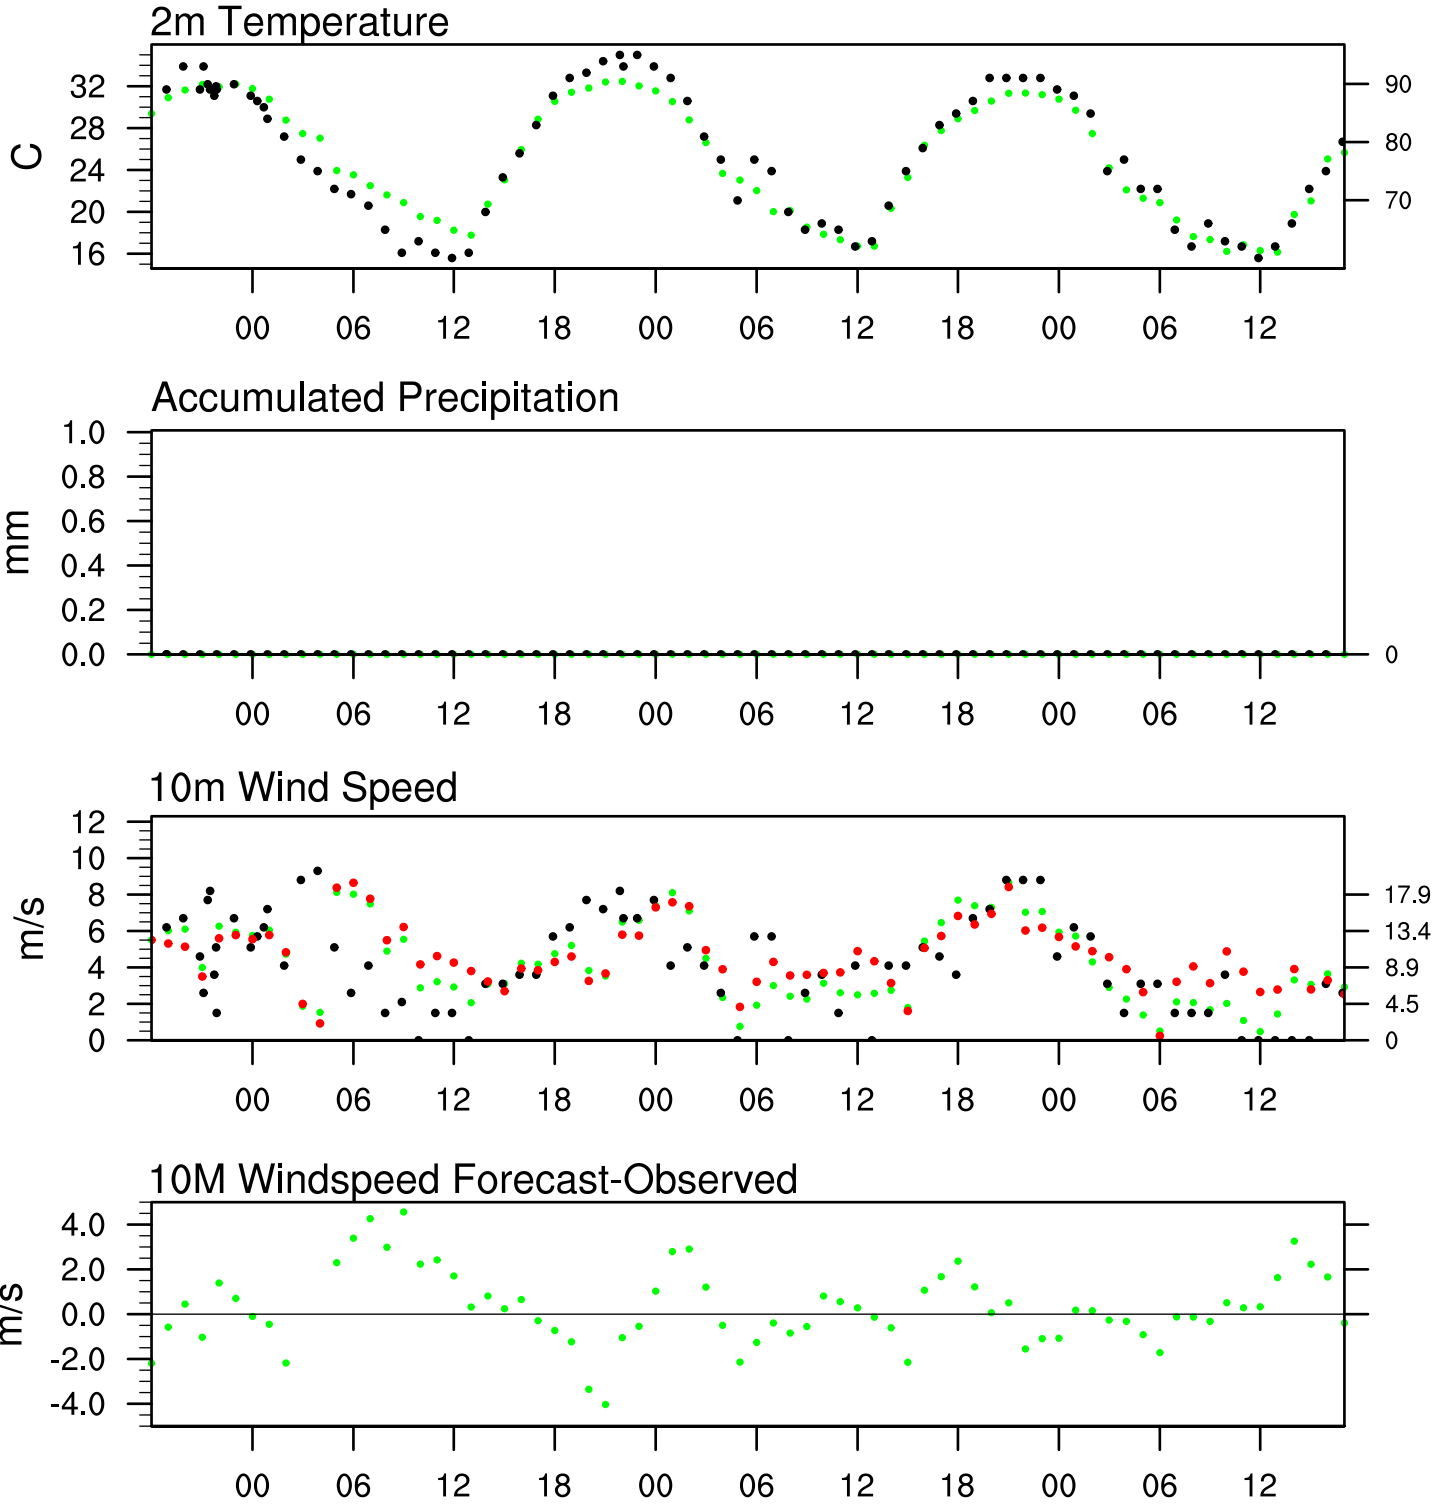 2m Temperature
C
32
28
24
20
16
90
80
70
00 06 12 18 00 06 12 18 00 06 12
Accumulated Precipitation
mm
1.0
0.8
0.6
0.4
0.2
0.0
0
00 06 12 18 00 06 12 18 00 06 12
10m Wind Speed
m/s
12
10
8
6
4
2
0
17.9
13.4
8.9
4.5
0
00 06 12 18 00 06 12 18 00 06 12
10M Windspeed Forecast-Observed
m/s
4.0
2.0
0.0
-2.0
-4.0
00 06 12 18 00 06 12 18 00 06 12